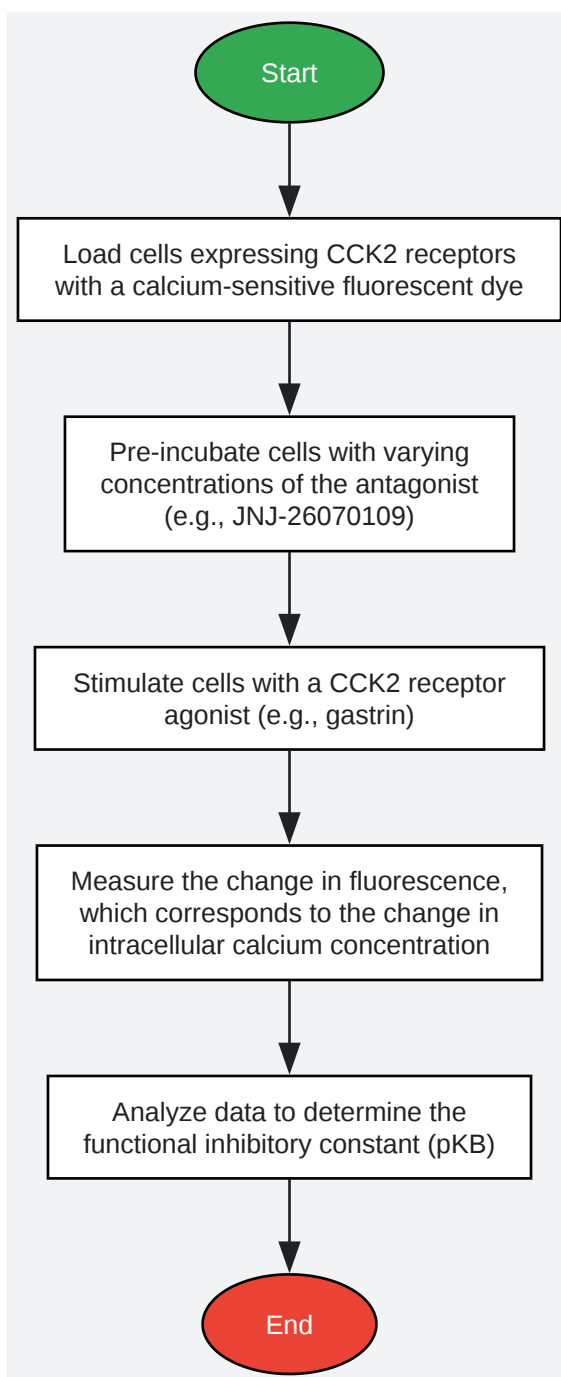 Start
Load cells expressing CCK2 receptors
with a calcium-sensitive fluorescent dye
Pre-incubate cells with varying
concentrations of the antagonist
(e.g., JNJ-26070109)
Stimulate cells with a CCK2 receptor
agonist (e.g., gastrin)
Measure the change in fluorescence,
which corresponds to the change in
intracellular calcium concentration
Analyze data to determine the
functional inhibitory constant (pKB)
End